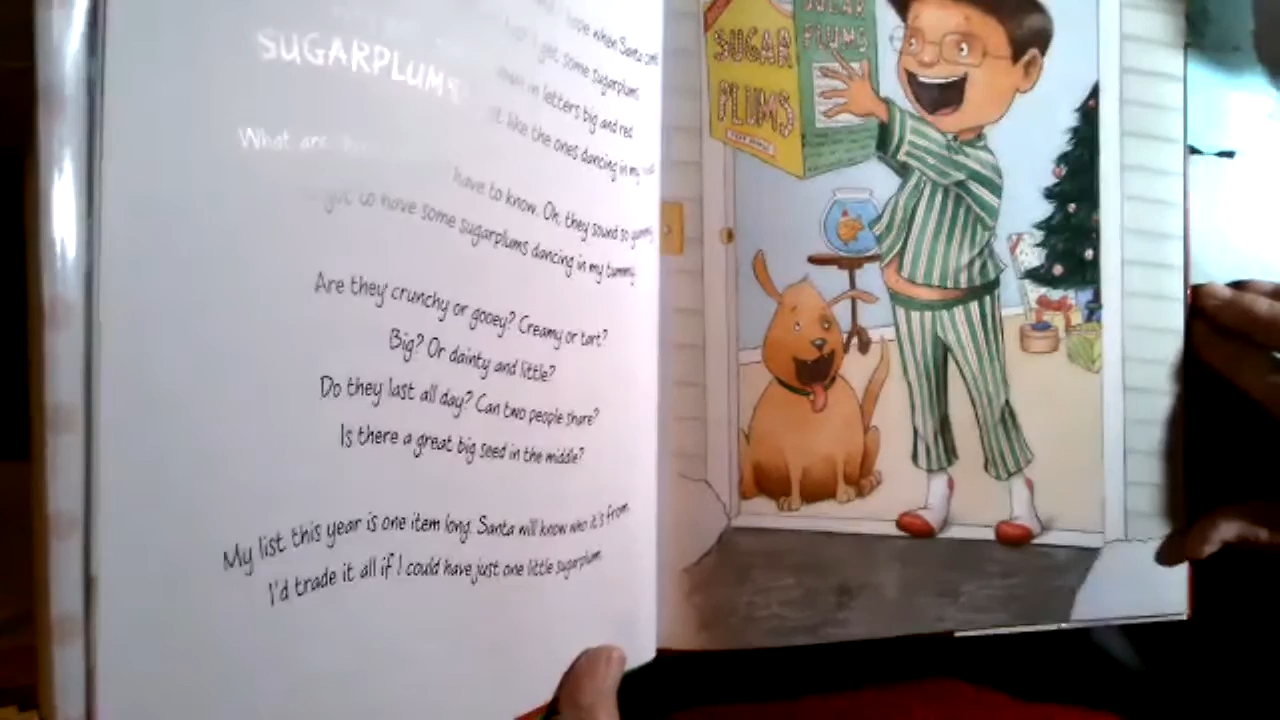 SUGARPLUMS
What are
hope when Santa
I get some sugarplums
in letters big and red
like the ones dancing in my
have to know. Oh, they sound so yummy
to have some sugarplums dancing in my tummy
Are they crunchy or gooey? Creamy or tart?
Big? Or dainty and little?
Do they last all day? Can two people share?
Is there a great big seed in the middle?
My list this year is one item long. Santa will know who it's from.
I'd trade it all if I could have just one little sugarplum.
SUGAR
PLUMS
SUGAR
PLUMS